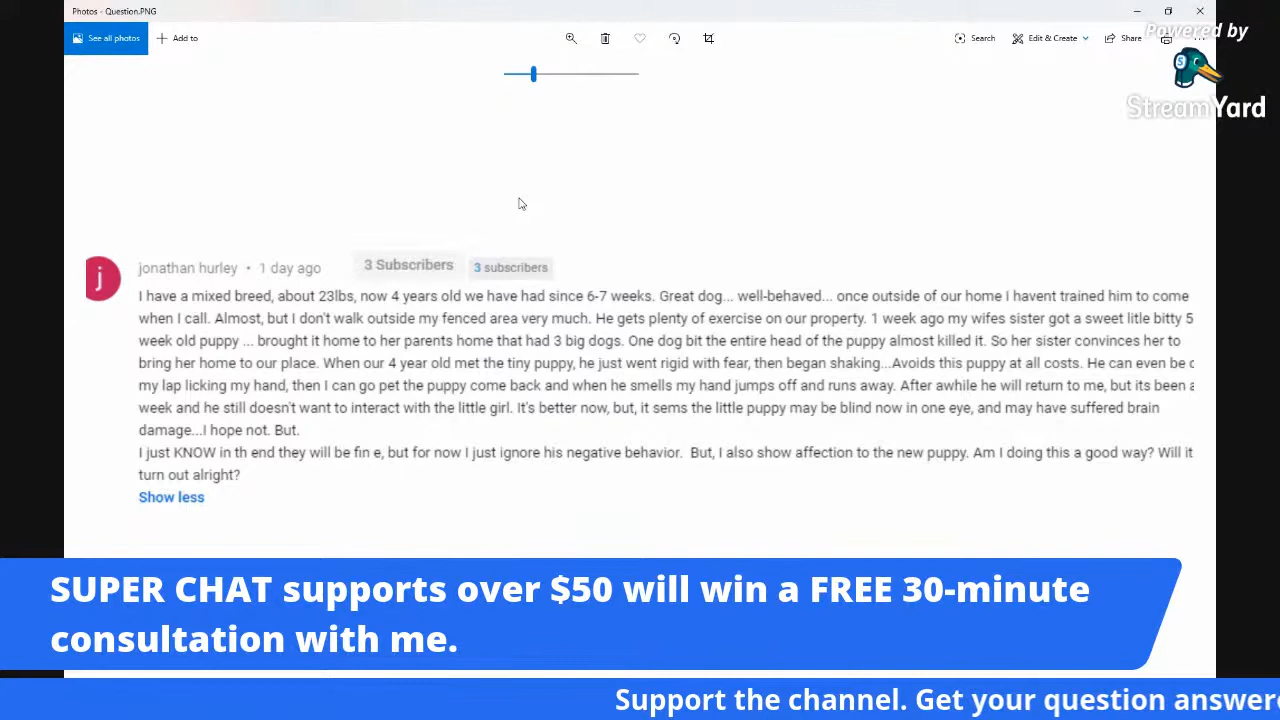 Photos - Question.PNG
See all photos
Add to
Search
Edit & Create
Share
Powered by
StreamYard
S
j
jonathan hurley • 1 day ago
3 Subscribers
3 subscribers
I have a mixed breed, about 23lbs, now 4 years old we have had since 6-7 weeks. Great dog... well-behaved... once outside of our home I havent trained him to come
when I call. Almost, but I don't walk outside my fenced area very much. He gets plenty of exercise on our property. 1 week ago my wifes sister got a sweet litle bitty 5
week old puppy ... brought it home to her parents home that had 3 big dogs. One dog bit the entire head of the puppy almost killed it. So her sister convinces her to
bring her home to our place. When our 4 year old met the tiny puppy, he just went rigid with fear, then began shaking...Avoids this puppy at all costs. He can even be
my lap licking my hand, then I can go pet the puppy come back and when he smells my hand jumps off and runs away. After awhile he will return to me, but its been a
week and he still doesn't want to interact with the little girl. It's better now, but, it sems the little puppy may be blind now in one eye, and may have suffered brain
damage...I hope not. But.
I just KNOW in th end they will be fin e, but for now I just ignore his negative behavior. But, I also show affection to the new puppy. Am I doing this a good way? Will it
turn out alright?
Show less
SUPER CHAT supports over $50 will win a FREE 30-minute
consultation with me.
Support the channel. Get your question answere